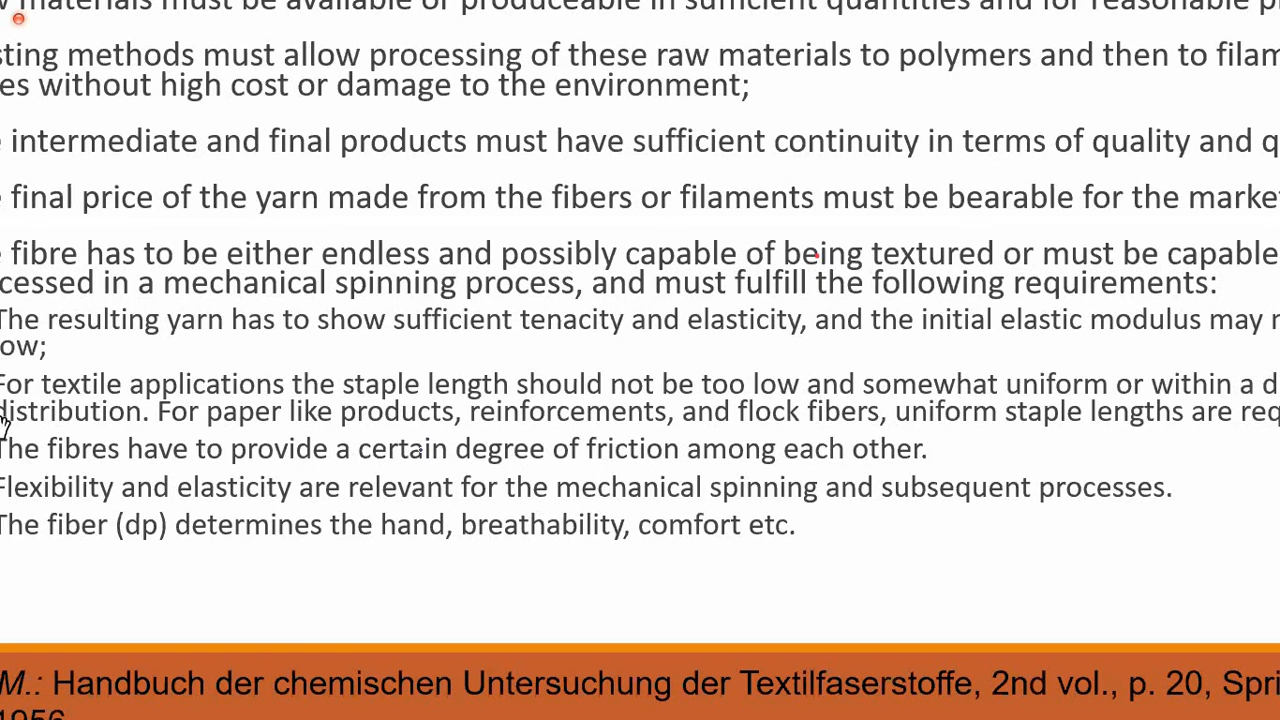 materials must be available or produceable in sufficient quantities and for reasonable
sting methods must allow processing of these raw materials to polymers and then to filam
es without high cost or damage to the environment;
intermediate and final products must have sufficient continuity in terms of quality and q
final price of the yarn made from the fibers or filaments must be bearable for the marke
fibre has to be either endless and possibly capable of being textured or must be capable
cessed in a mechanical spinning process, and must fulfill the following requirements:
The resulting yarn has to show sufficient tenacity and elasticity, and the initial elastic modulus may
ow;
For textile applications the staple length should not be too low and somewhat uniform or within a d
distribution. For paper like products, reinforcements, and flock fibers, uniform staple lengths are req
The fibres have to provide a certain degree of friction among each other.
Flexibility and elasticity are relevant for the mechanical spinning and subsequent processes.
The fiber (dp) determines the hand, breathability, comfort etc.
M.: Handbuch der chemischen Untersuchung der Textilfaserstoffe, 2nd vol., p. 20, Spri
1956